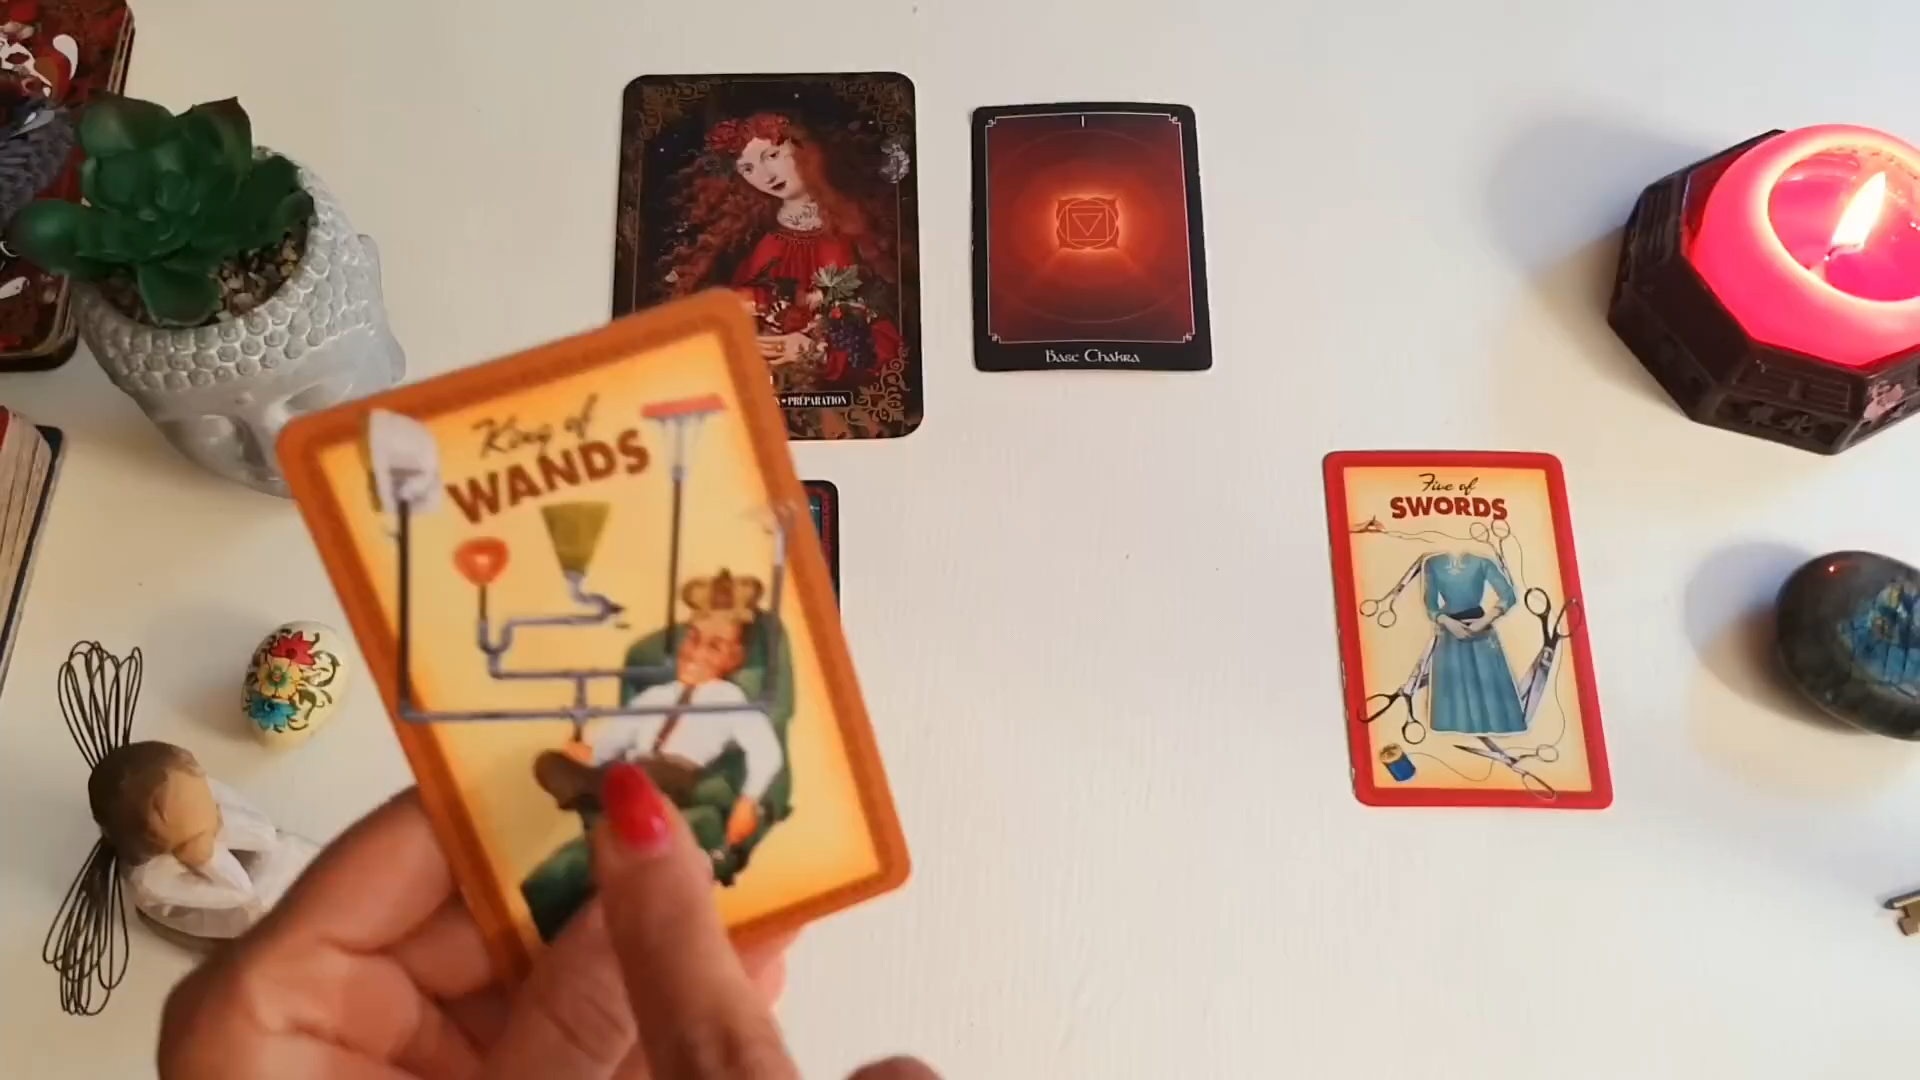 Base Chakra
PRÉPARATION
King of
WANDS
Five of
SWORDS